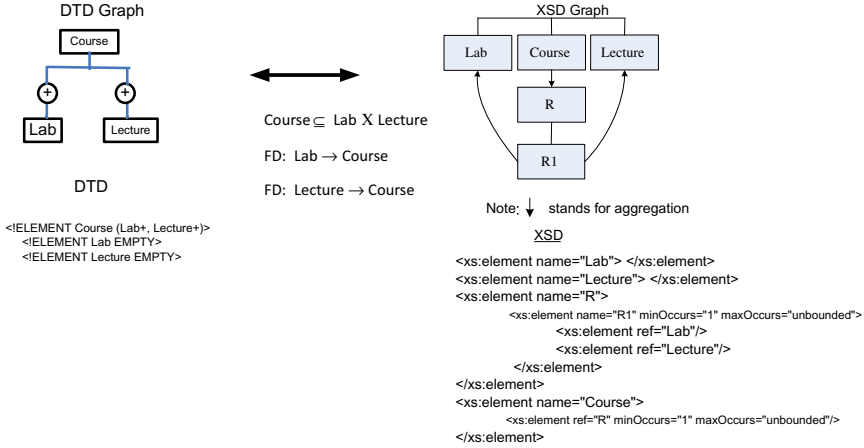 DTD Graph
Course
+
+
Lab
Lecture
DTD
<!ELEMENT Course (Lab+, Lecture+)>
<!ELEMENT Lab EMPTY>
<!ELEMENT Lecture EMPTY>
Course ⊆ Lab X Lecture
FD: Lab → Course
FD: Lecture → Course
XSD Graph
Lab
Course
Lecture
R
R1
Note: ↓ stands for aggregation
XSD
<xs:element name="Lab"> </xs:element>
<xs:element name="Lecture"> </xs:element>
<xs:element name="R">
<xs:element name="R1" minOccurs="1" maxOccurs="unbounded">
<xs:element ref="Lab"/>
<xs:element ref="Lecture"/>
</xs:element>
</xs:element>
<xs:element name="Course">
<xs:element ref="R" minOccurs="1" maxOccurs="unbounded"/>
</xs:element>